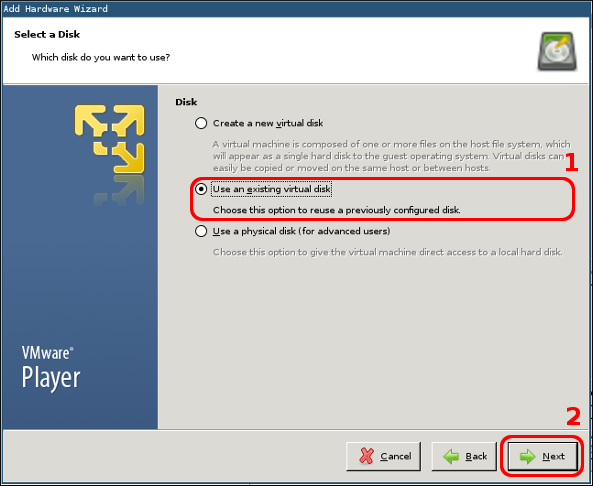 Add Hardware Wizard
Select a Disk
Which disk do you want to use?
Disk
Create a new virtual disk
A virtual machine is composed of one or more files on the host file system, which
will appear as a single hard disk to the guest operating system. Virtual disks can
easily be copied or moved on the same host or between hosts.
1
Use an existing virtual disk
Choose this option to reuse a previously configured disk.
Use a physical disk (for advanced users)
Choose this option to give the virtual machine direct access to a local hard disk.
VMware®
Player
2
Cancel
Back
Next